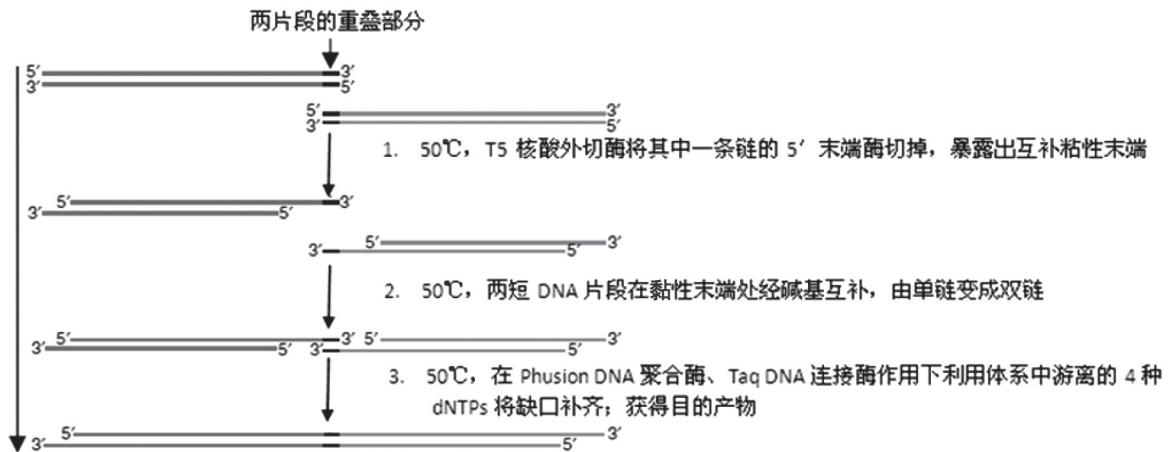 两片段的重叠部分
5′ 3′
3′ 5′
5′ 3′
3′ 5′
1. 50℃，T5 核酸外切酶将其中一条链的 5′ 末端酶切掉，暴露出互补粘性末端
5′ 3′
3′ 5′
5′ 3′
3′ 5′
2. 50℃，两短 DNA 片段在黏性末端处经碱基互补，由单链变成双链
5′ 3′ 5′ 3′
3′ 5′ 3′ 5′
3. 50℃，在 Phusion DNA 聚合酶、Taq DNA 连接酶作用下利用体系中游离的 4 种
dNTPs 将缺口补齐；获得目的产物
5′ 3′
3′ 5′